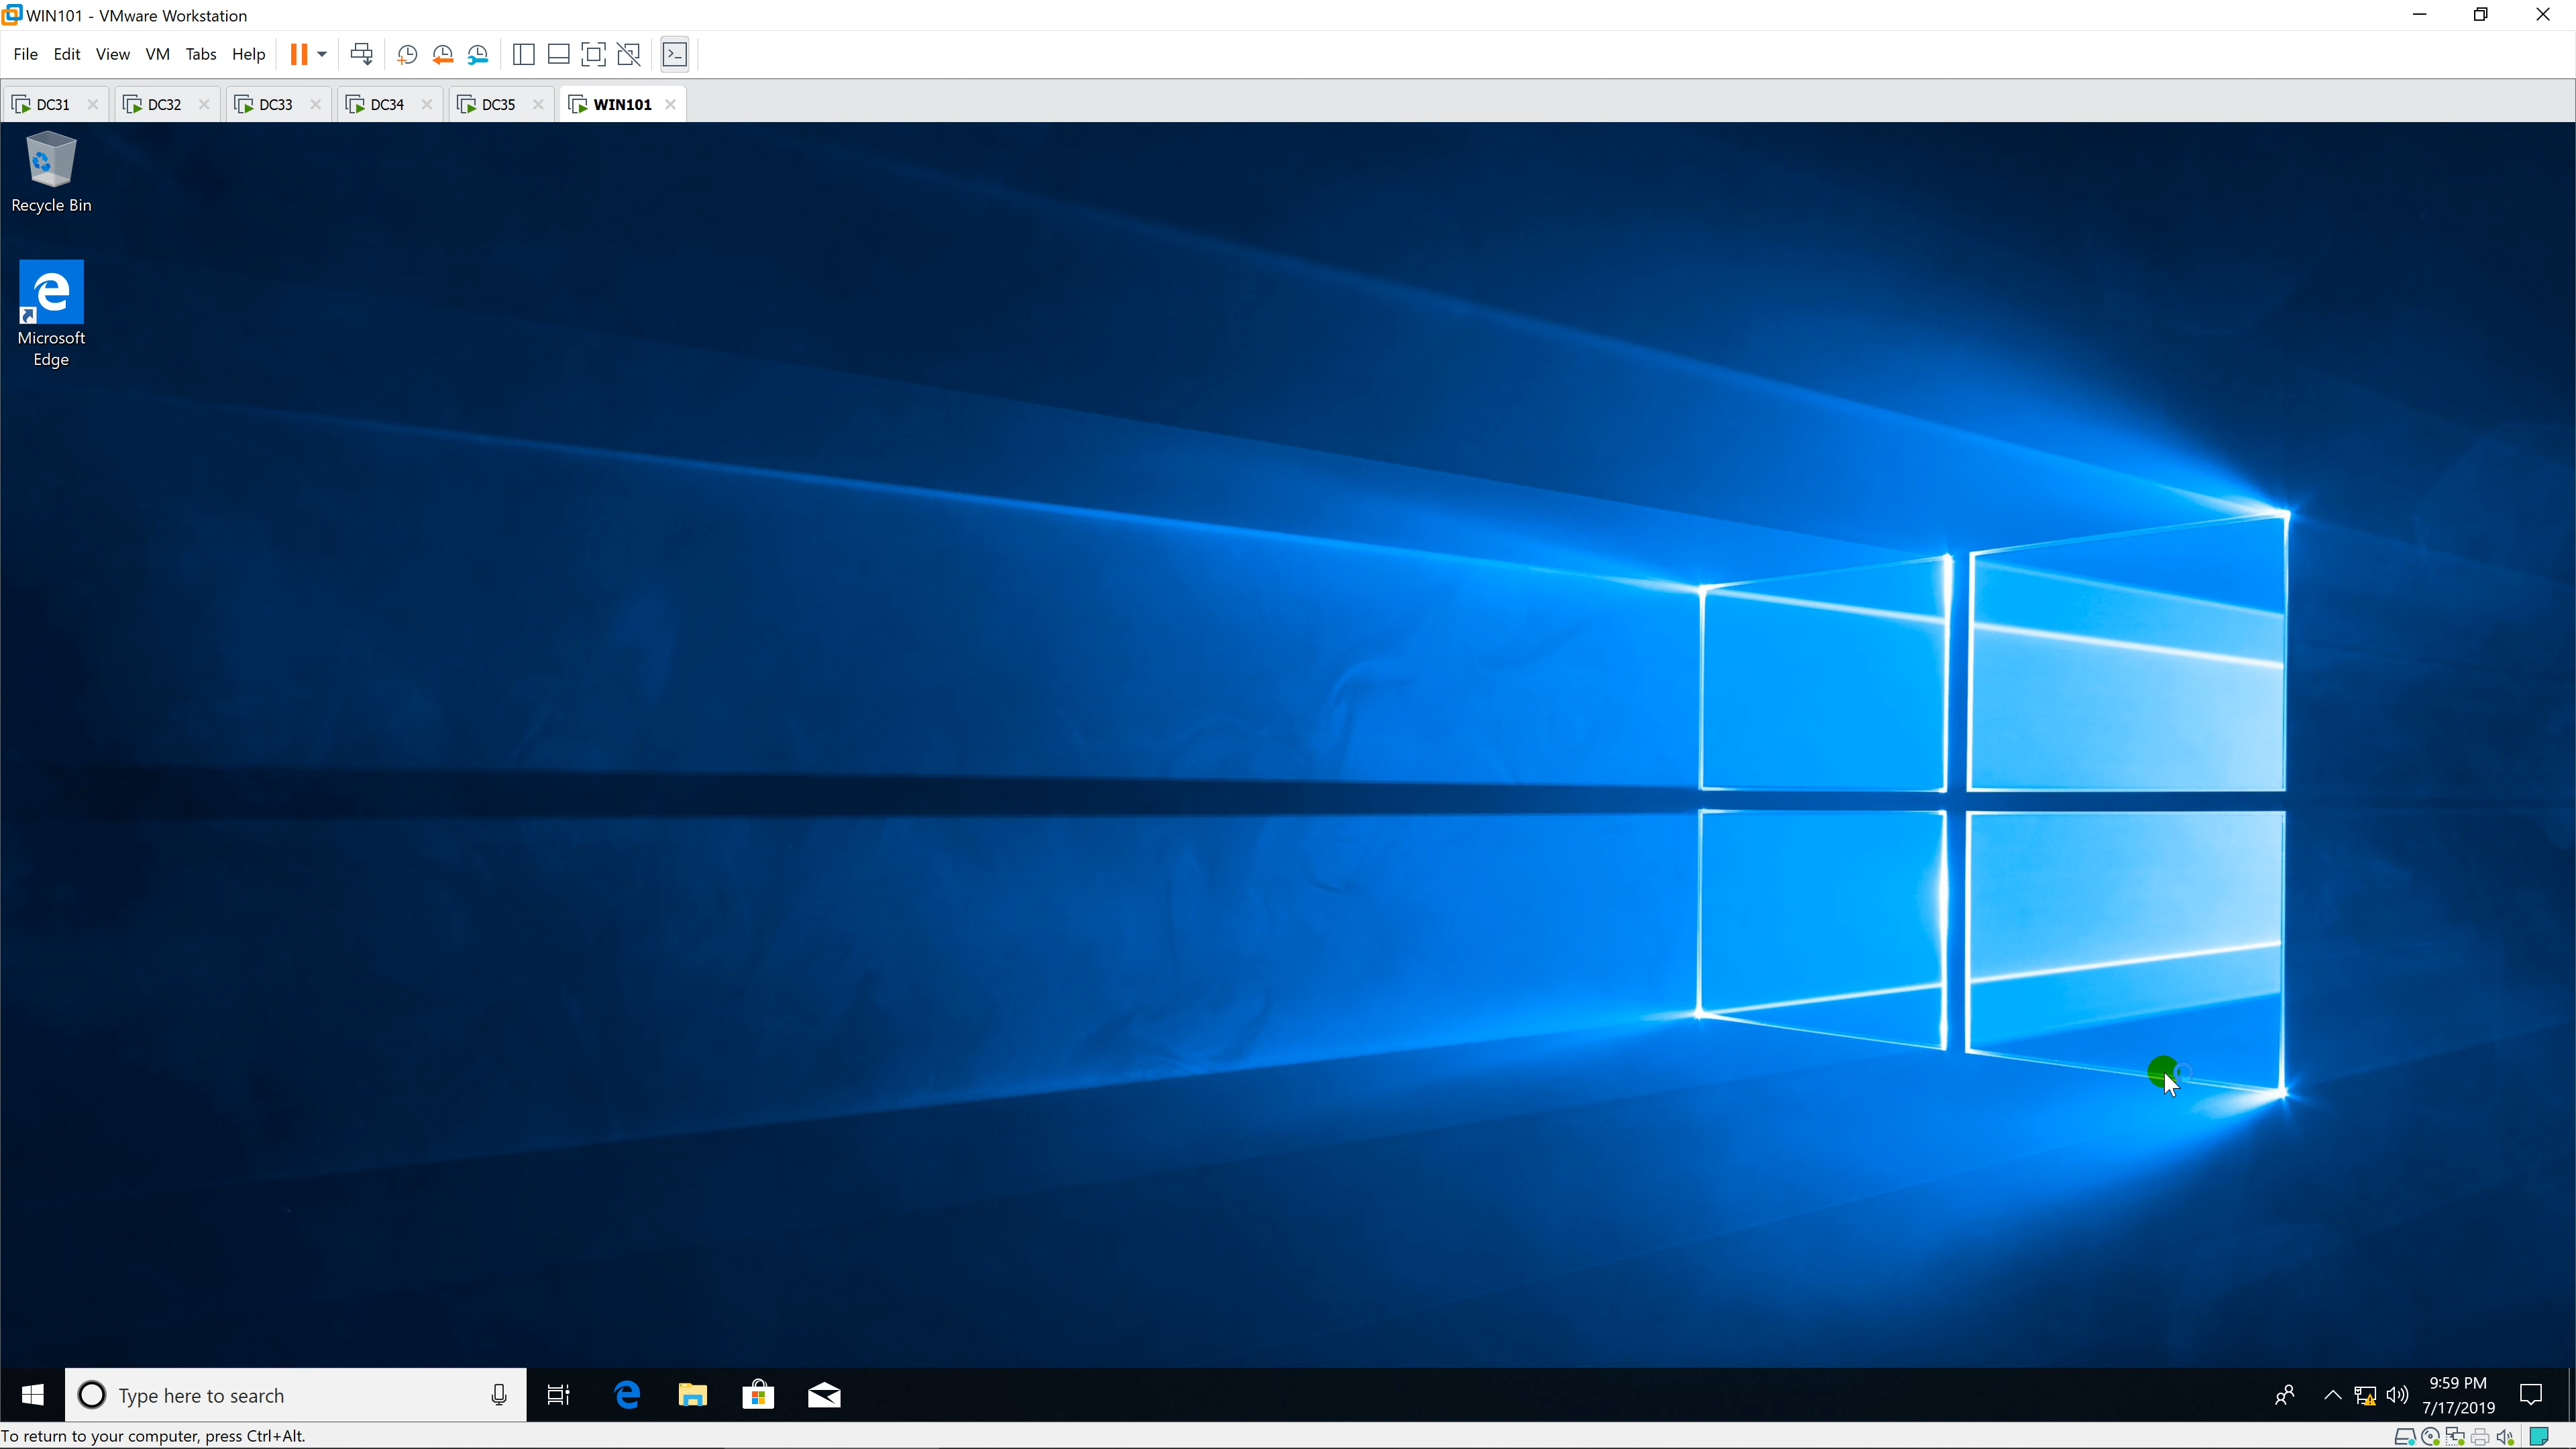 WIN101 - VMware Workstation
File Edit View VM Tabs Help
DC31 DC32 DC33 DC34 DC35 WIN101
Recycle Bin
Microsoft
Edge
Type here to search
9:59 PM
7/17/2019
To return to your computer, press Ctrl+Alt.